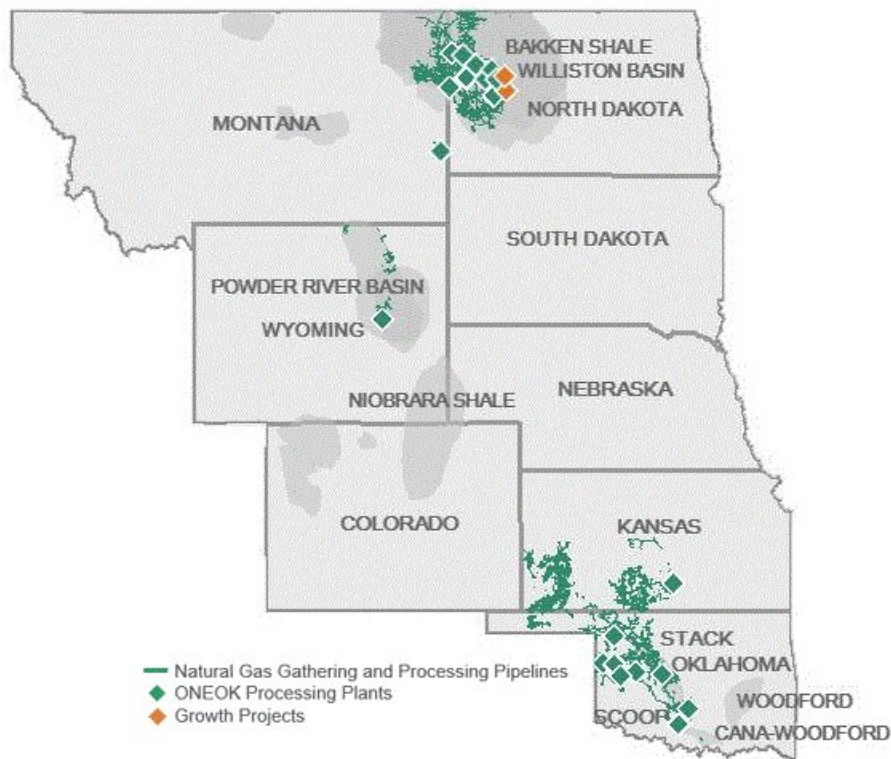 BAKKEN SHALE
WILLISTON BASIN
NORTH DAKOTA
MONTANA
SOUTH DAKOTA
POWDER RIVER BASIN
WYOMING
NEBRASKA
NIOBRARA SHALE
COLORADO
KANSAS
STACK
OKLAHOMA
WOODFORD
SCOOP
CANA-WOODFORD
Natural Gas Gathering and Processing Pipelines
ONEOK Processing Plants
Growth Projects